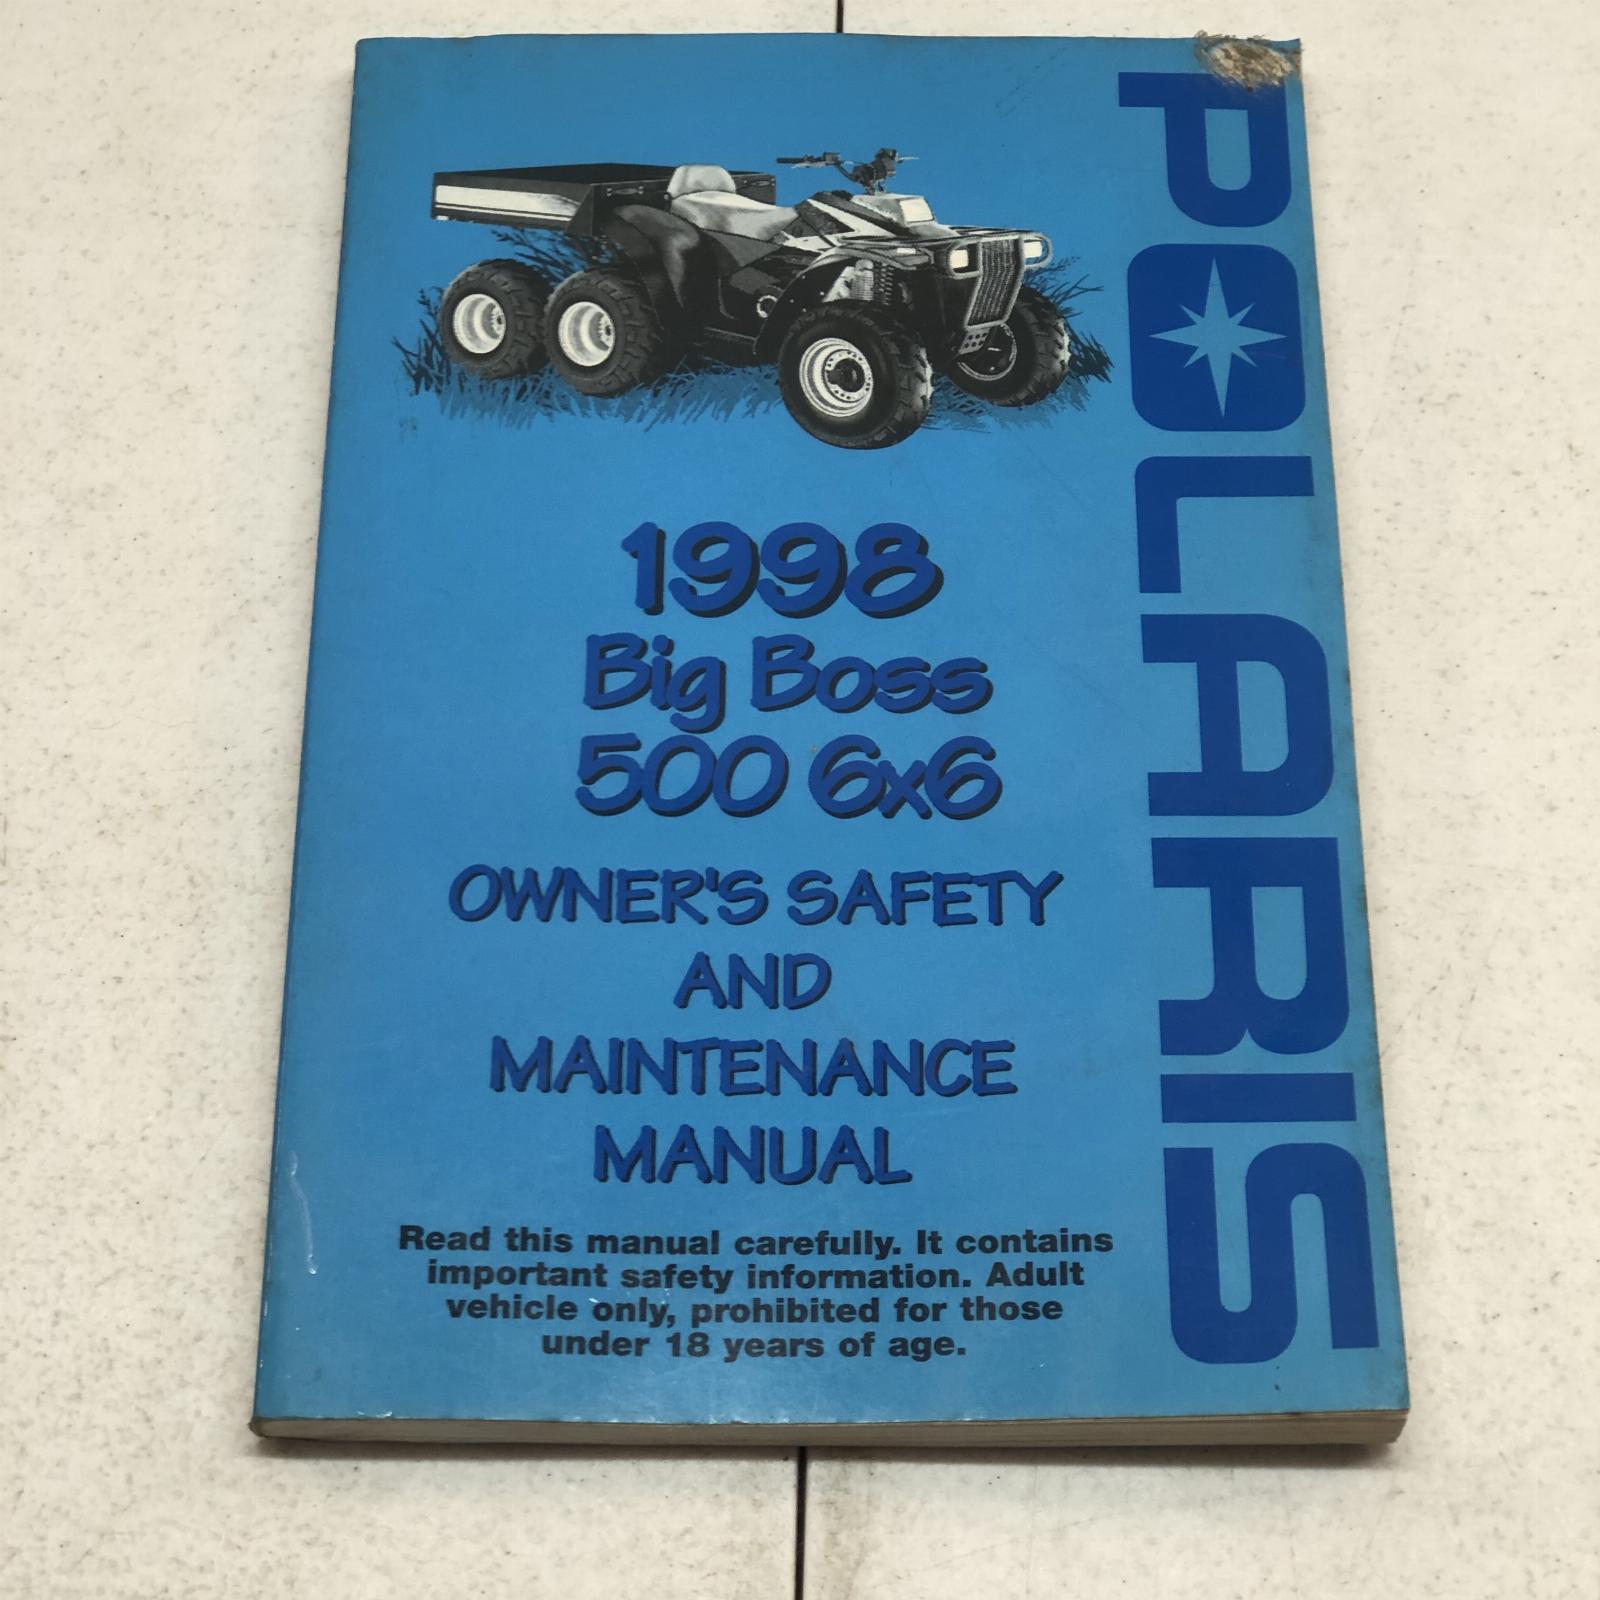 POLARIS
1998
Big Boss
500 6x6
OWNER'S SAFETY
AND
MAINTENANCE
MANUAL
Read this manual carefully. It contains
important safety information. Adult
vehicle only, prohibited for those
under 18 years of age.